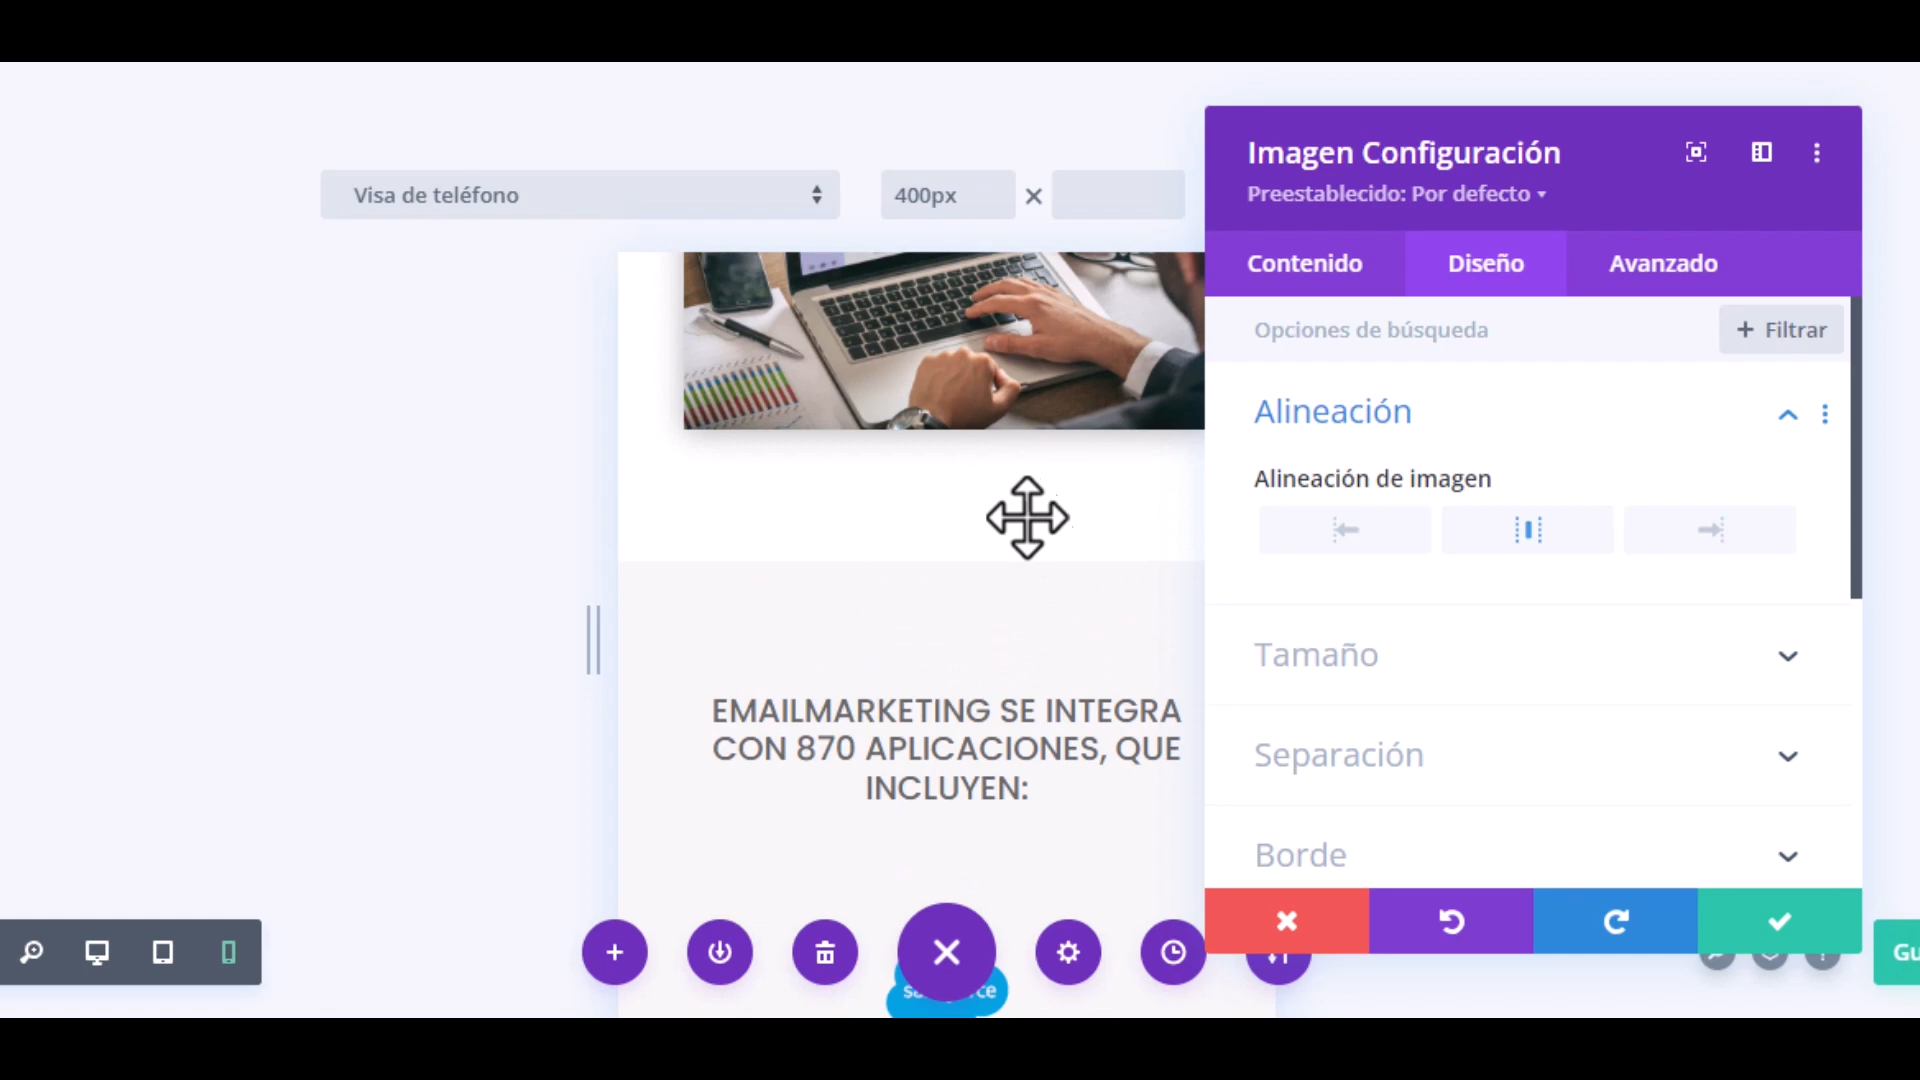 Imagen Configuración
Preestablecido: Por defecto
Visa de teléfono
400px
Contenido
Diseño
Avanzado
Opciones de búsqueda
+ Filtrar
Alineación
Alineación de imagen
Tamaño
Separación
Borde
EMAILMARKETING SE INTEGRA
CON 870 APLICACIONES, QUE
INCLUYEN: